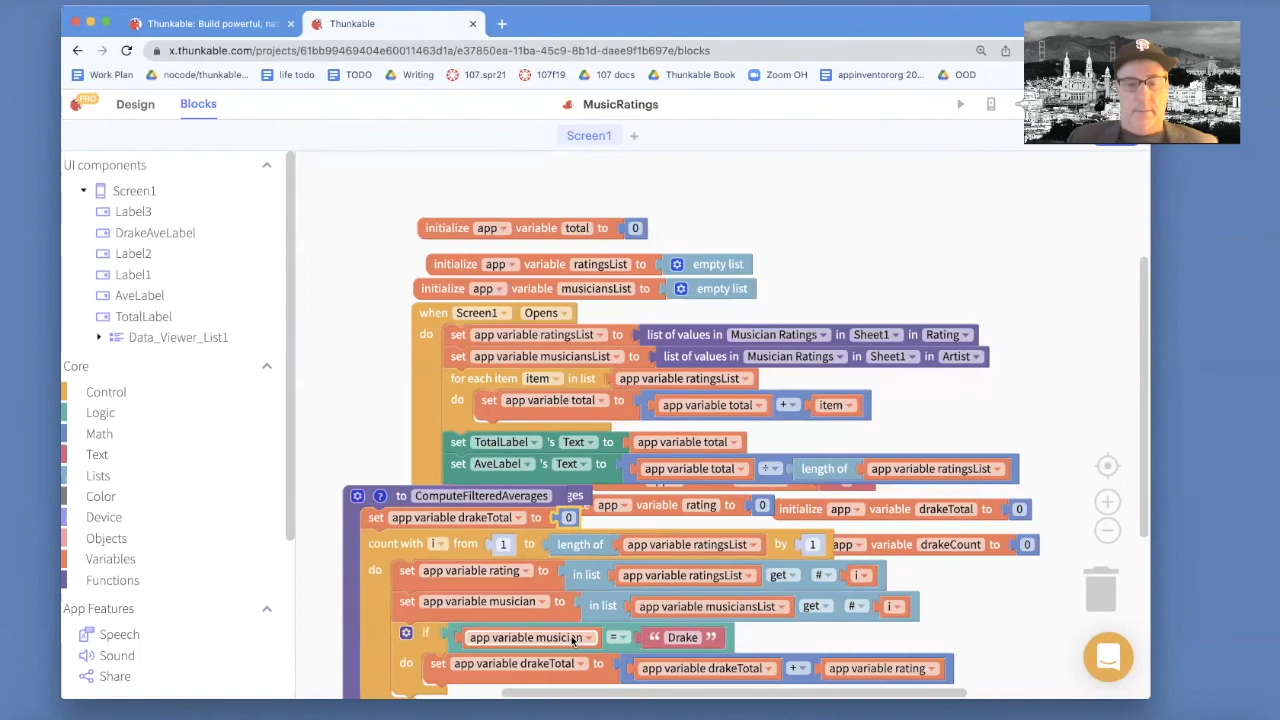 Thunkable: Build powerful, na
Thunkable
x.thunkable.com/projects/61bb99469404e60011463d1a/e37850ea-11ba-45c9-8b1d-daee9f1b697e/blocks
Work Plan
nocode/thunkable...
life todo
TODO
Writing
107.spr21
107f19
107 docs
Thunkable Book
Zoom OH
appinventorog 20...
OOD
PRO
Design
Blocks
MusicRatings
Screen1
UI components
Screen1
Label3
DrakeAveLabel
Label2
Label1
AveLabel
TotalLabel
Data_Viewer_List1
Core
Control
Logic
Math
Text
Lists
Color
Device
Objects
Variables
Functions
App Features
Speech
Sound
Share
initialize app variable total to 0
initialize app variable ratingsList to empty list
initialize app variable musiciansList to empty list
when Screen1 Opens
do set app variable ratingsList to list of values in Musician Ratings in Sheet1 in Rating
set app variable musiciansList to list of values in Musician Ratings in Sheet1 in Artist
for each item item in list app variable ratingsList
do set app variable total to app variable total + item
set TotalLabel 's Text to app variable total
set AveLabel 's Text to app variable total ÷ length of app variable ratingsList
? to ComputeFilteredAverages ges
app variable rating to 0
initialize app variable drakeTotal to 0
set app variable drakeTotal to 0
count with i from 1 to length of app variable ratingsList by 1
app variable drakeCount to 0
do set app variable rating to in list app variable ratingsList get # i
set app variable musician to in list app variable musiciansList get # i
if app variable musician = “ Drake ”
do set app variable drakeTotal to app variable drakeTotal + app variable rating